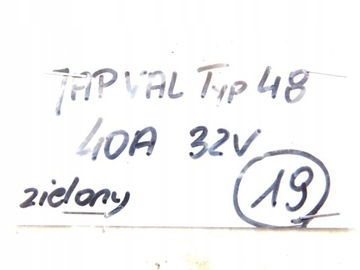 JAPVAL Typ 48
40A 32V
zielony 19